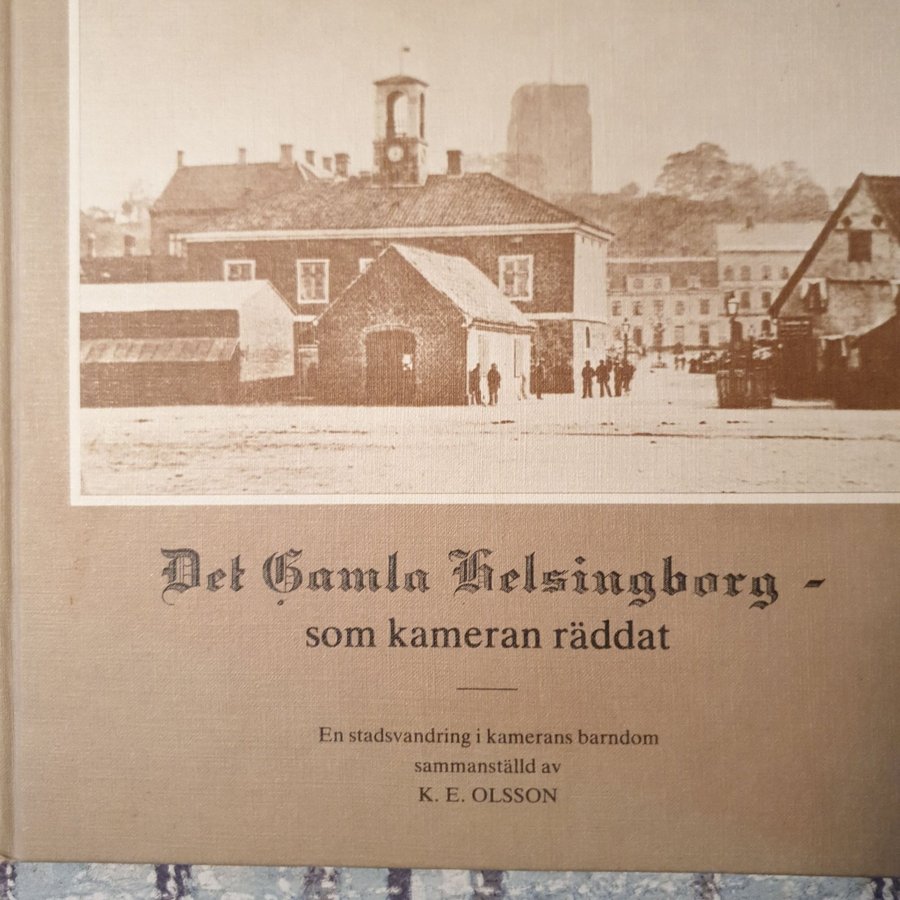 Det Gamla Helsingborg -
som kameran räddat
En stadsvandring i kamerans barndom
sammanställd av
K. E. OLSSON